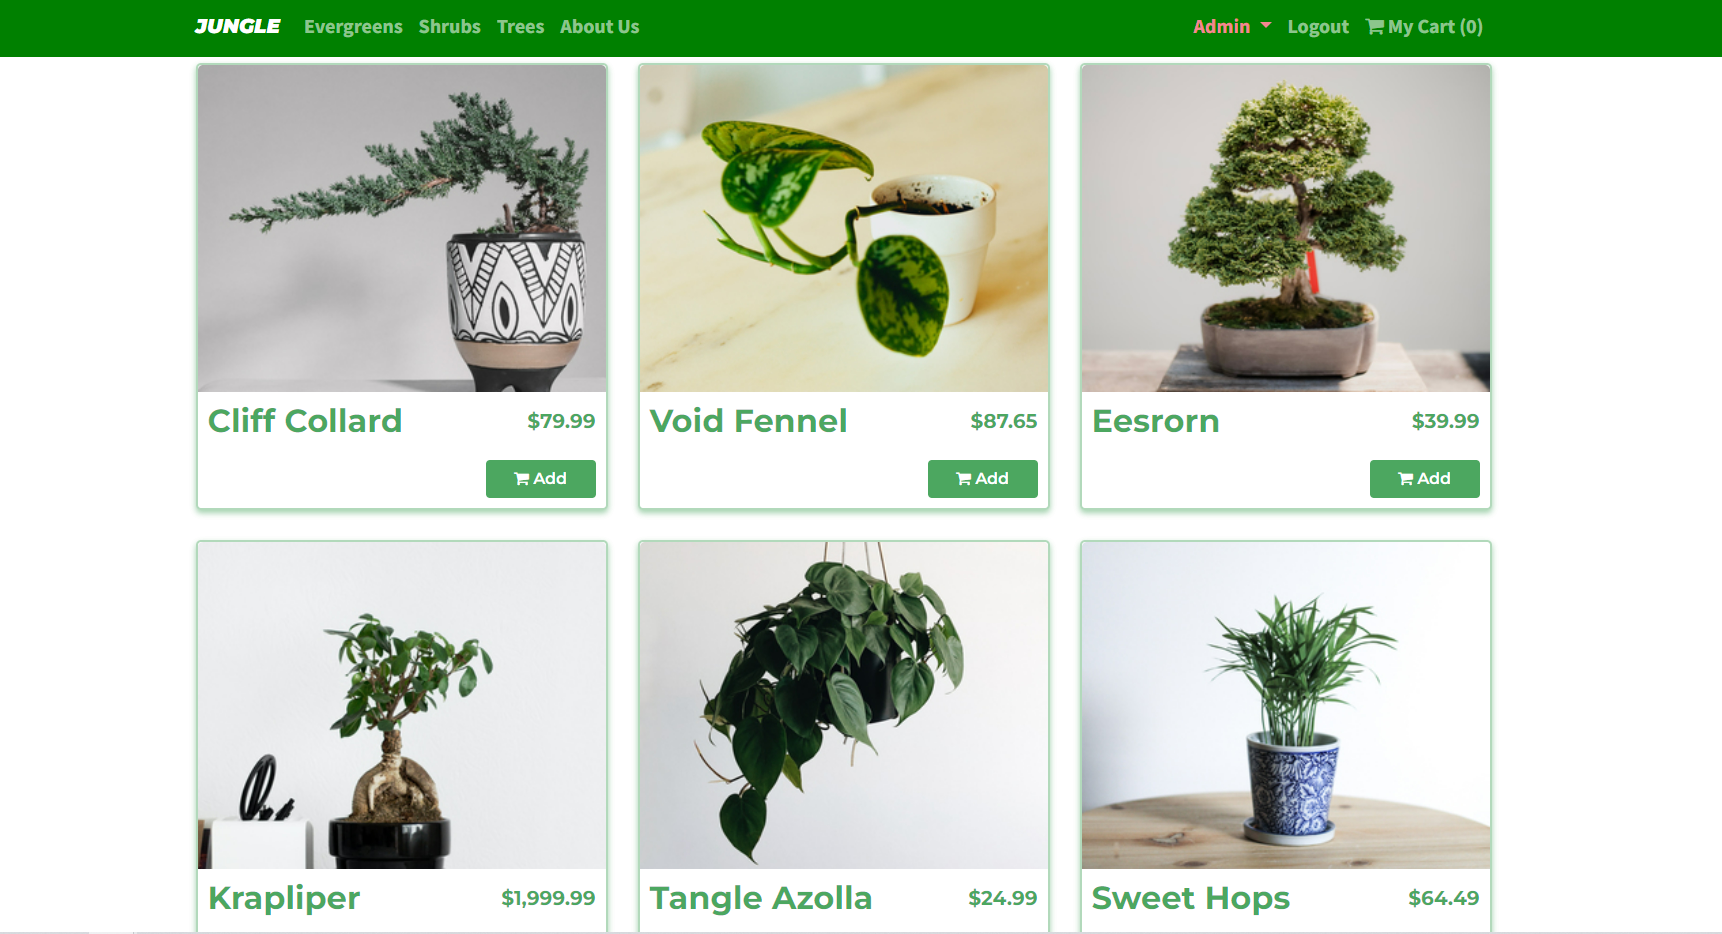 JUNGLE Evergreens Shrubs Trees About Us Admin Logout My Cart (0)
Cliff Collard $79.99
Add
Void Fennel $87.65
Add
Eesrorn $39.99
Add
Krapliper $1,999.99
Tangle Azolla $24.99
Sweet Hops $64.49